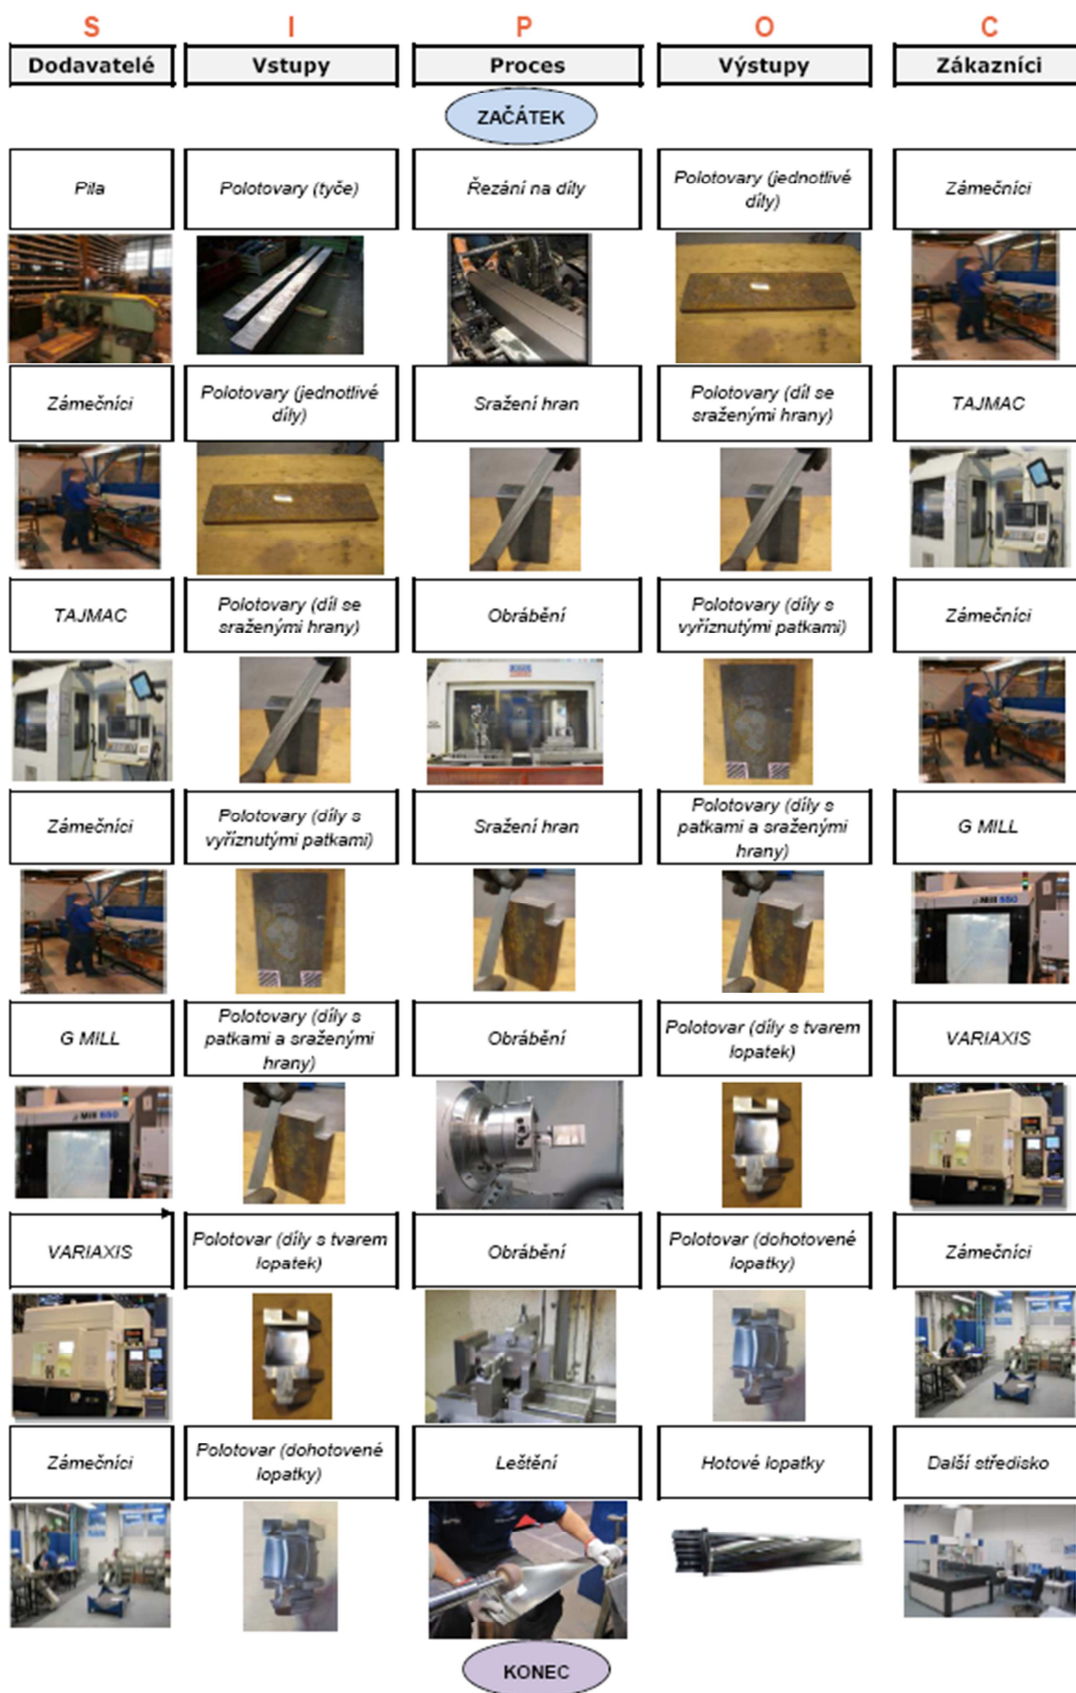 S I P O C
Dodavatelé Vstupy Proces Výstupy Zákazníci
ZAČÁTEK
Pila Polotovary (tyče) Řezání na díly Polotovary (jednotlivé
díly) Zámečníci
Zámečníci Polotovary (jednotlivé
díly) Sražení hran Polotovary (díl se
sraženými hrany) TAJMAC
TAJMAC Polotovary (díl se
sraženými hrany) Obrábění Polotovary (díly s
vyříznutými patkami) Zámečníci
Zámečníci Polotovary (díly s
vyříznutými patkami) Sražení hran Polotovary (díly s
patkami a sraženými
hrany) G MILL
G MILL Polotovary (díly s
patkami a sraženými
hrany) Obrábění Polotovar (díly s tvarem
lopatek) VARIAXIS
VARIAXIS Polotovar (díly s tvarem
lopatek) Obrábění Polotovar (dohotovené
lopatky) Zámečníci
Zámečníci Polotovar (dohotovené
lopatky) Leštění Hotové lopatky Další středisko
KONEC